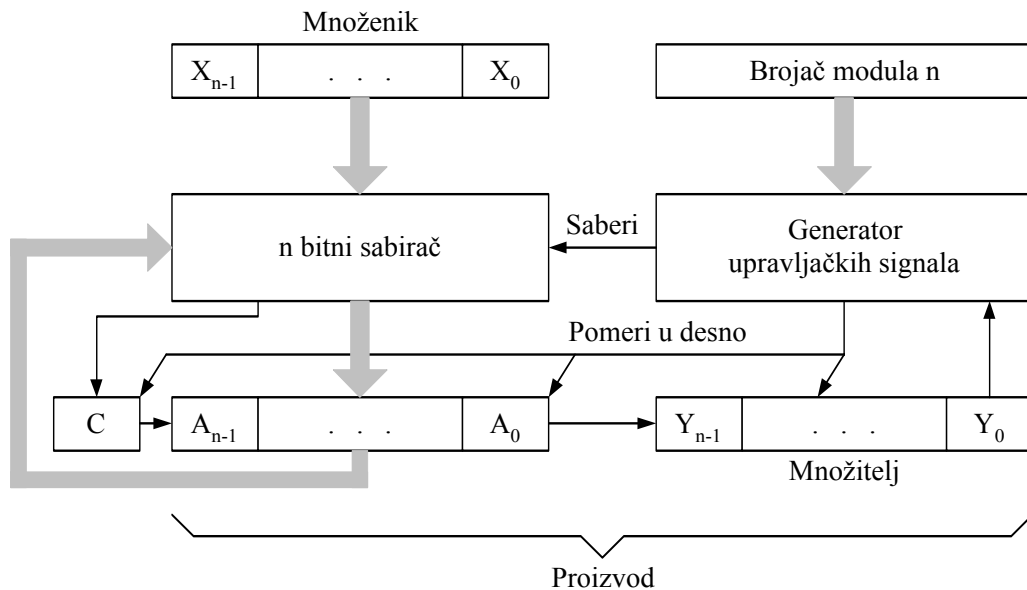 Množenik
X_{n-1} . . . X_0
Brojač modula n
n bitni sabirač
Saberi
Generator
upravljačkih signala
Pomeri u desno
C
A_{n-1} . . . A_0
Y_{n-1} . . . Y_0
Množitelj
Proizvod